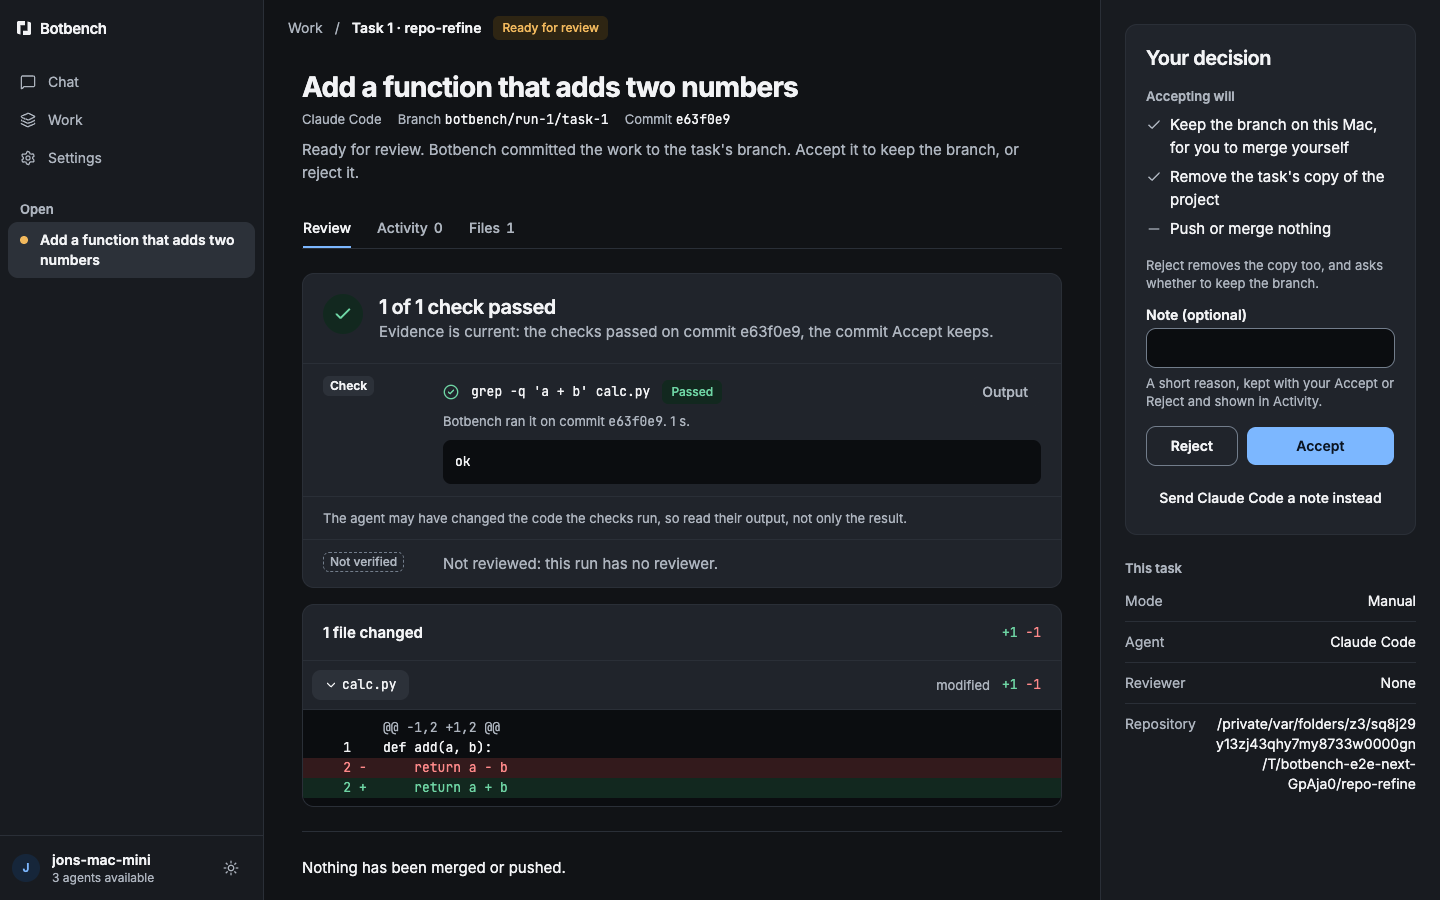 Botbench
Chat
Work
Settings
Open
Add a function that adds two
numbers
jons-mac-mini
3 agents available
J
Work / Task 1 · repo-refine Ready for review
Add a function that adds two numbers
Claude Code Branch botbench/run-1/task-1 Commit e63f0e9
Ready for review. Botbench committed the work to the task's branch. Accept it to keep the branch, or
reject it.
Review Activity 0 Files 1
1 of 1 check passed
Evidence is current: the checks passed on commit e63f0e9, the commit Accept keeps.
Check
grep -q 'a + b' calc.py Passed Output
Botbench ran it on commit e63f0e9. 1 s.
ok
The agent may have changed the code the checks run, so read their output, not only the result.
Not verified Not reviewed: this run has no reviewer.
1 file changed +1 -1
calc.py modified +1 -1
@@ -1,2 +1,2 @@
1 def add(a, b):
2 - return a - b
2 + return a + b
Nothing has been merged or pushed.
Your decision
Accepting will
Keep the branch on this Mac,
for you to merge yourself
Remove the task's copy of the
project
Push or merge nothing
Reject removes the copy too, and asks
whether to keep the branch.
Note (optional)
A short reason, kept with your Accept or
Reject and shown in Activity.
Reject Accept
Send Claude Code a note instead
This task
Mode Manual
Agent Claude Code
Reviewer None
Repository /private/var/folders/z3/sq8j29
y13zj43qhy7my8733w0000gn
/T/botbench-e2e-next-
GpAja0/repo-refine